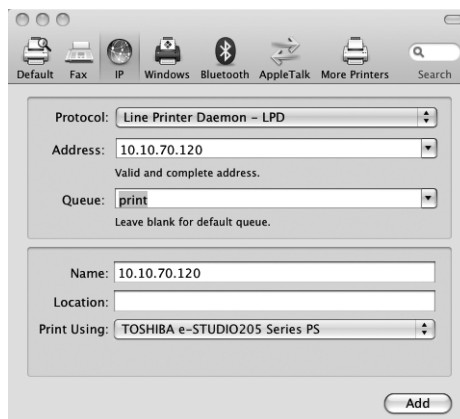 Default Fax IP Windows Bluetooth AppleTalk More Printers Search
Protocol: Line Printer Daemon – LPD
Address: 10.10.70.120
Valid and complete address.
Queue: print
Leave blank for default queue.
Name: 10.10.70.120
Location:
Print Using: TOSHIBA e-STUDIO205 Series PS
Add